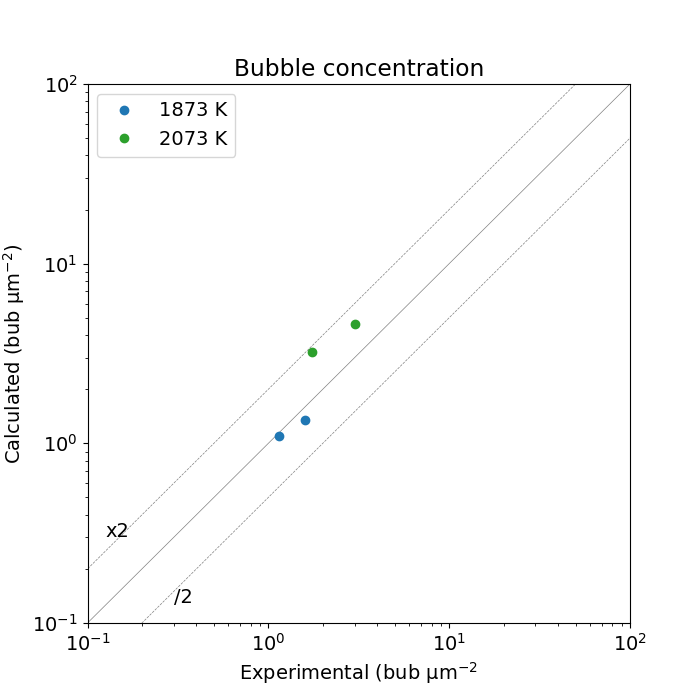 Bubble concentration
1873 K
2073 K
10²
10¹
10⁰
10⁻¹
Calculated (bub µm⁻²)
x2
/2
10⁻¹ 10⁰ 10¹ 10²
Experimental (bub µm⁻²